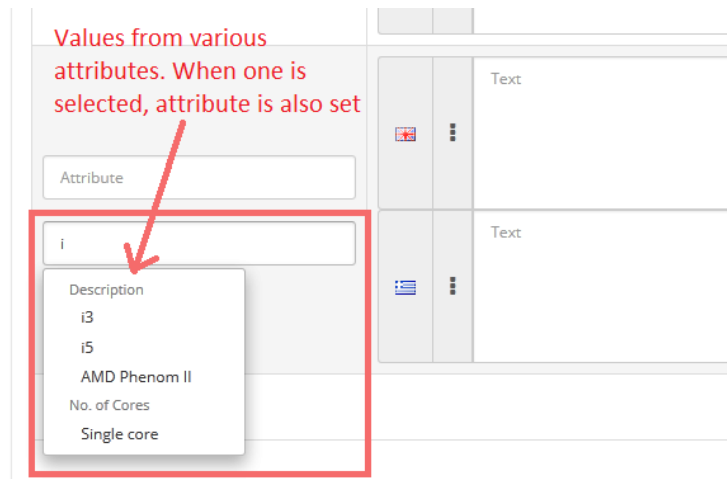 Values from various
attributes. When one is
selected, attribute is also set
Text
Attribute
Text
i
Description
i3
i5
AMD Phenom II
No. of Cores
Single core